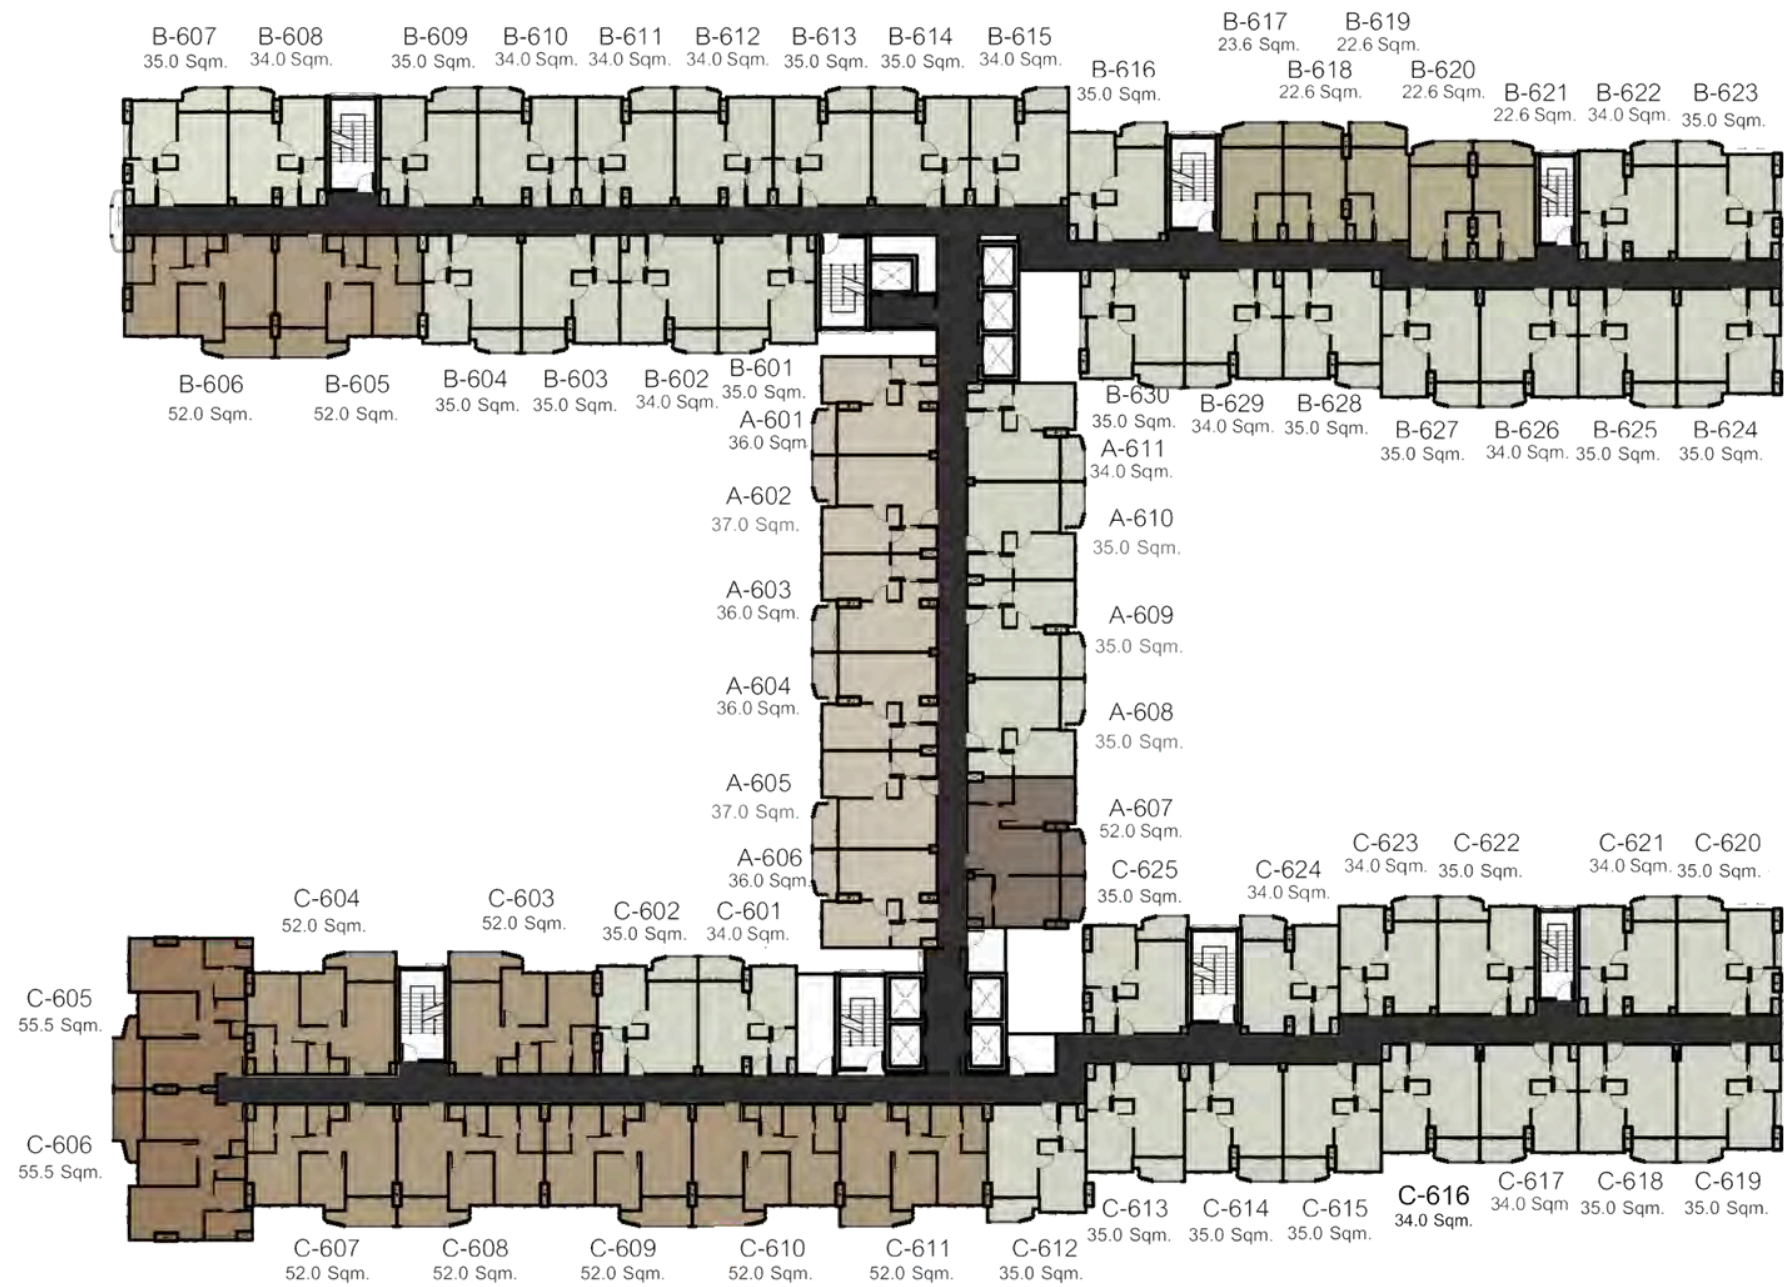 B-607
35.0 Sqm.
B-608
34.0 Sqm.
B-609
35.0 Sqm.
B-610
34.0 Sqm.
B-611
34.0 Sqm.
B-612
34.0 Sqm.
B-613
35.0 Sqm.
B-614
35.0 Sqm.
B-615
34.0 Sqm.
B-616
35.0 Sqm.
B-617
23.6 Sqm.
B-618
22.6 Sqm.
B-619
22.6 Sqm.
B-620
22.6 Sqm.
B-621
22.6 Sqm.
B-622
34.0 Sqm.
B-623
35.0 Sqm.
B-606
52.0 Sqm.
B-605
52.0 Sqm.
B-604
35.0 Sqm.
B-603
35.0 Sqm.
B-602
34.0 Sqm.
B-601
35.0 Sqm.
B-630
35.0 Sqm.
B-629
34.0 Sqm.
B-628
35.0 Sqm.
B-627
35.0 Sqm.
B-626
34.0 Sqm.
B-625
35.0 Sqm.
B-624
35.0 Sqm.
A-601
36.0 Sqm.
A-602
37.0 Sqm.
A-603
36.0 Sqm.
A-604
36.0 Sqm.
A-605
37.0 Sqm.
A-606
36.0 Sqm.
A-611
34.0 Sqm.
A-610
35.0 Sqm.
A-609
35.0 Sqm.
A-608
35.0 Sqm.
A-607
52.0 Sqm.
C-604
52.0 Sqm.
C-603
52.0 Sqm.
C-602
35.0 Sqm.
C-601
34.0 Sqm.
C-625
35.0 Sqm.
C-624
34.0 Sqm.
C-623
34.0 Sqm.
C-622
35.0 Sqm.
C-621
34.0 Sqm.
C-620
35.0 Sqm.
C-605
55.5 Sqm.
C-606
55.5 Sqm.
C-607
52.0 Sqm.
C-608
52.0 Sqm.
C-609
52.0 Sqm.
C-610
52.0 Sqm.
C-611
52.0 Sqm.
C-612
35.0 Sqm.
C-613
35.0 Sqm.
C-614
35.0 Sqm.
C-615
35.0 Sqm.
C-616
34.0 Sqm.
C-617
34.0 Sqm
C-618
35.0 Sqm.
C-619
35.0 Sqm.